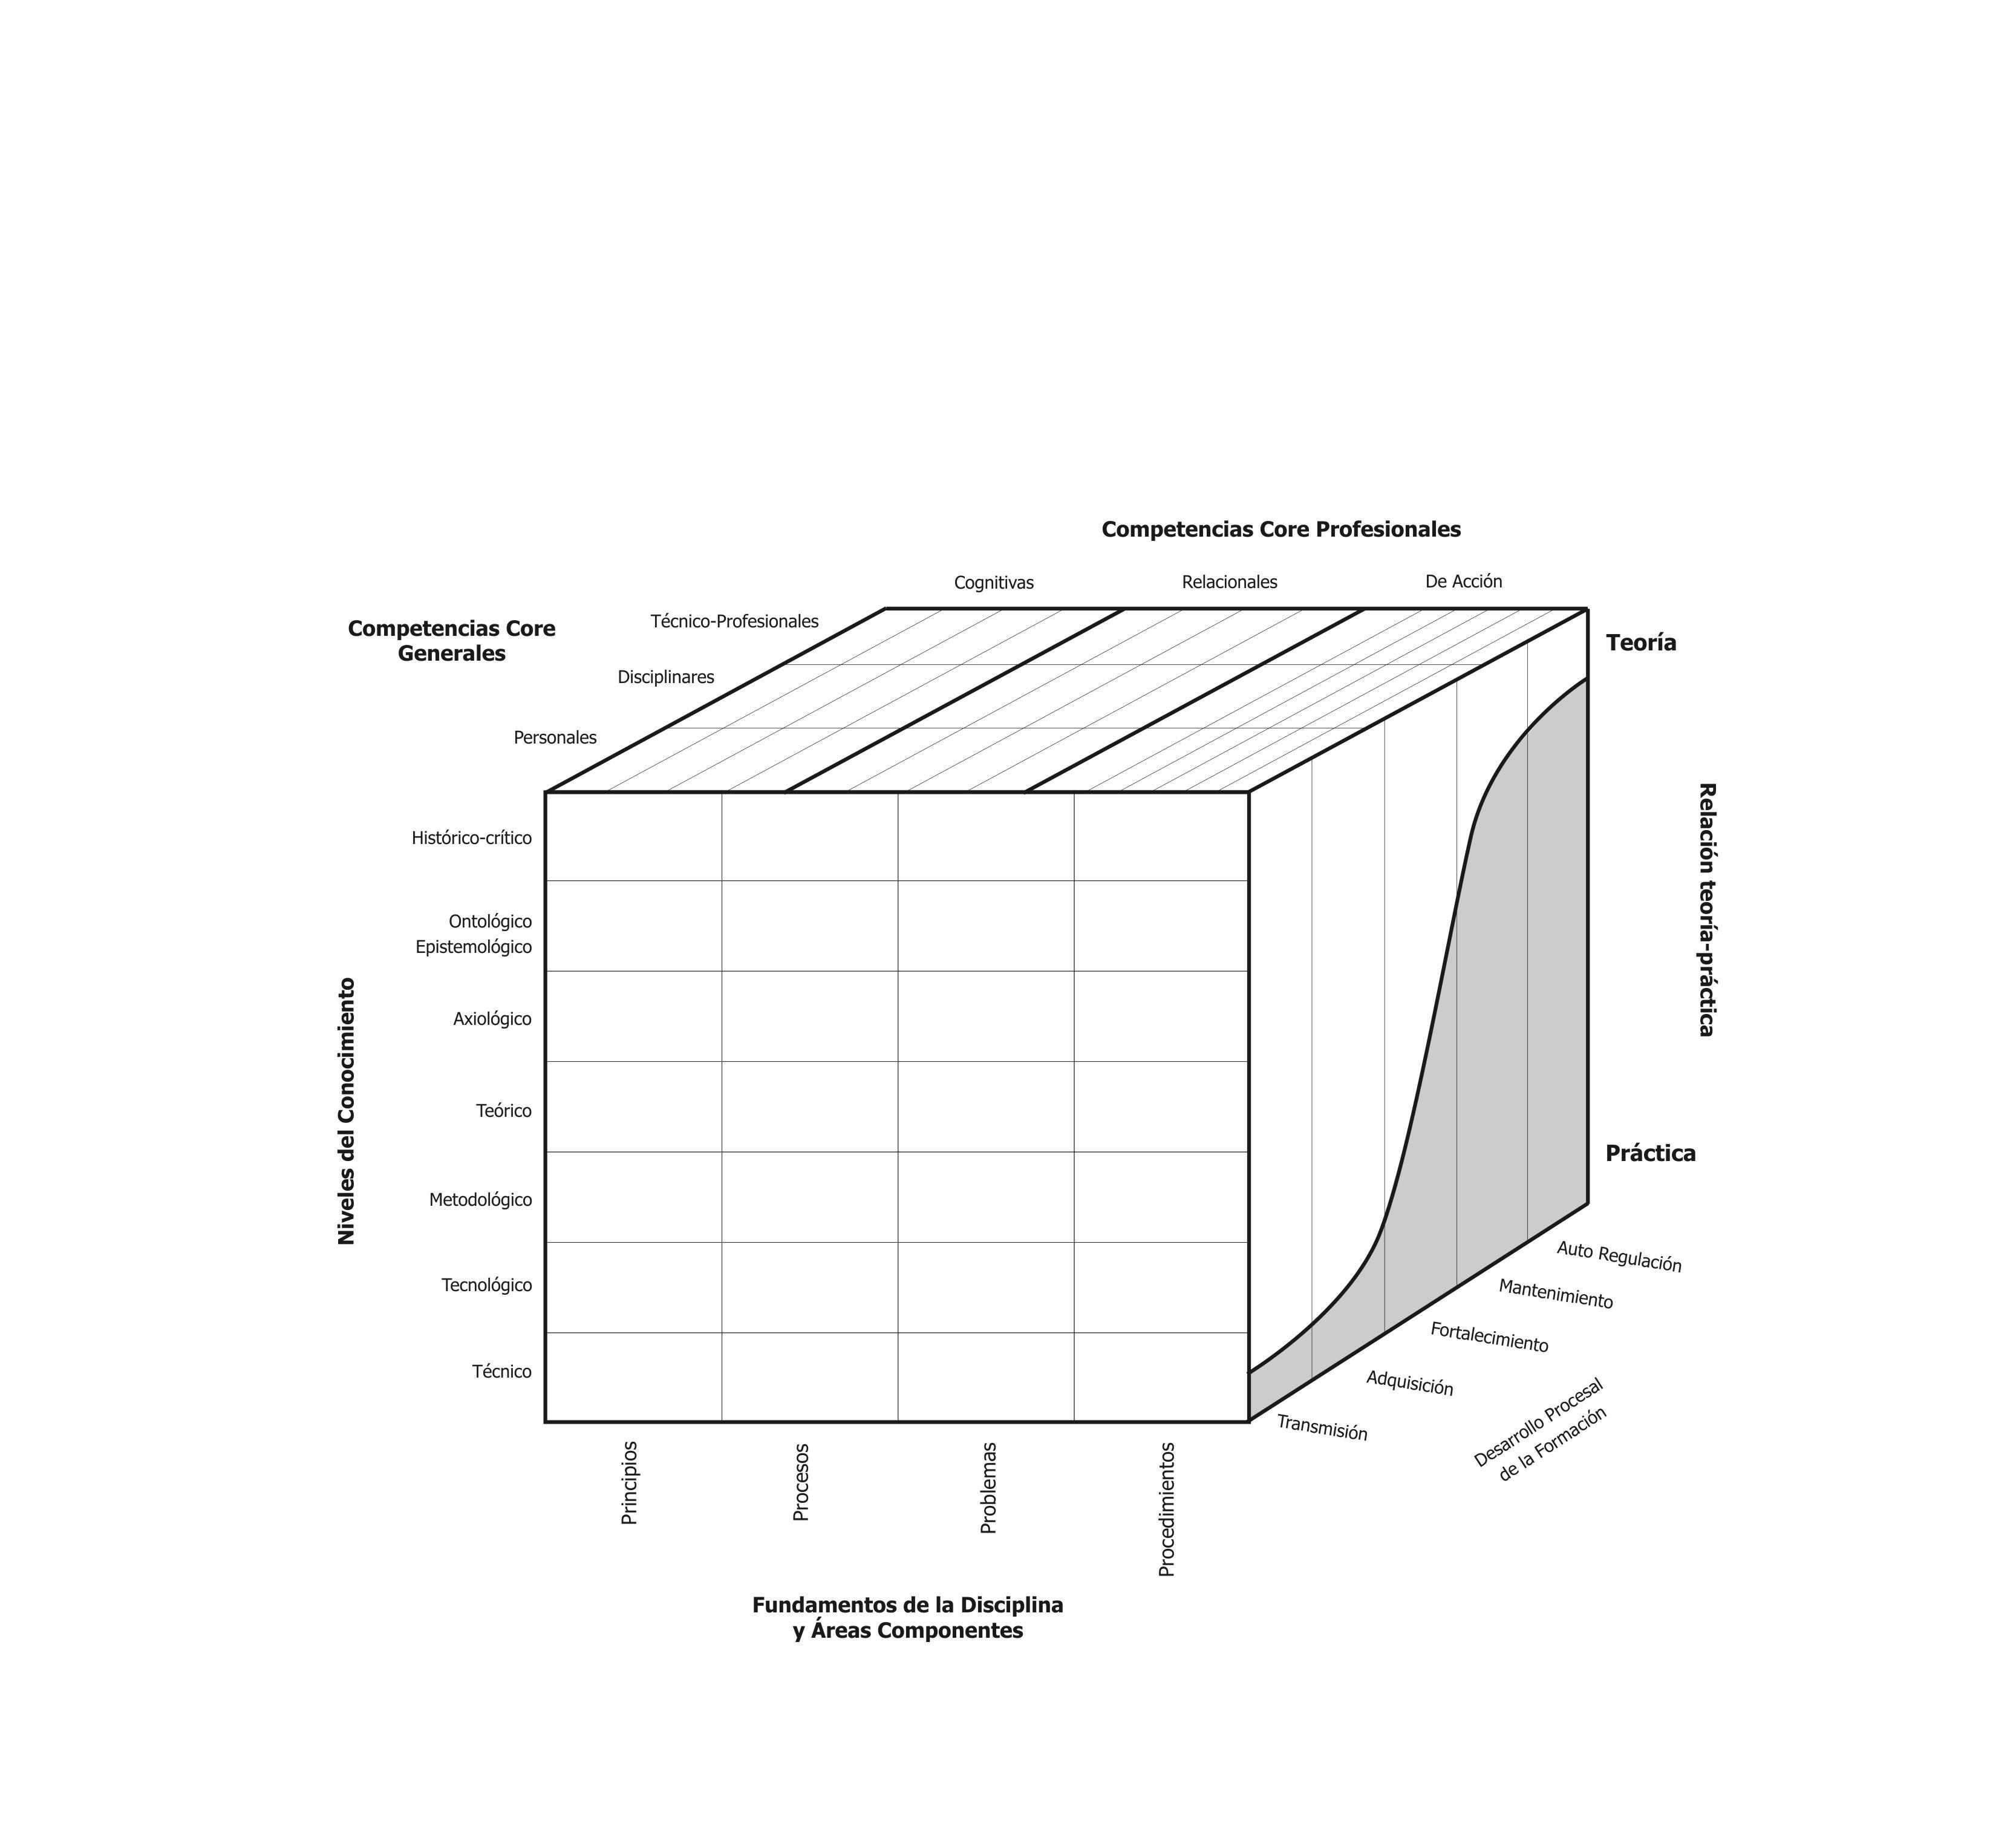 Competencias Core Profesionales
Cognitivas
Relacionales
De Acción
Competencias Core
Generales
Técnico-Profesionales
Disciplinares
Personales
Teoría
Relación teoría-práctica
Práctica
Niveles del Conocimiento
Histórico-crítico
Ontológico
Epistemológico
Axiológico
Teórico
Metodológico
Tecnológico
Técnico
Auto Regulación
Mantenimiento
Fortalecimiento
Adquisición
Transmisión
Desarrollo Procesal
de la Formación
Principios
Procesos
Problemas
Procedimientos
Fundamentos de la Disciplina
y Áreas Componentes